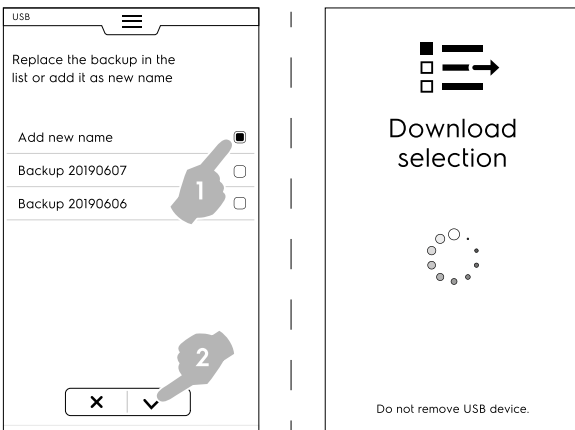 USB
Replace the backup in the
list or add it as new name
Add new name
Backup 20190607
Backup 20190606
1
2
Download
selection
Do not remove USB device.